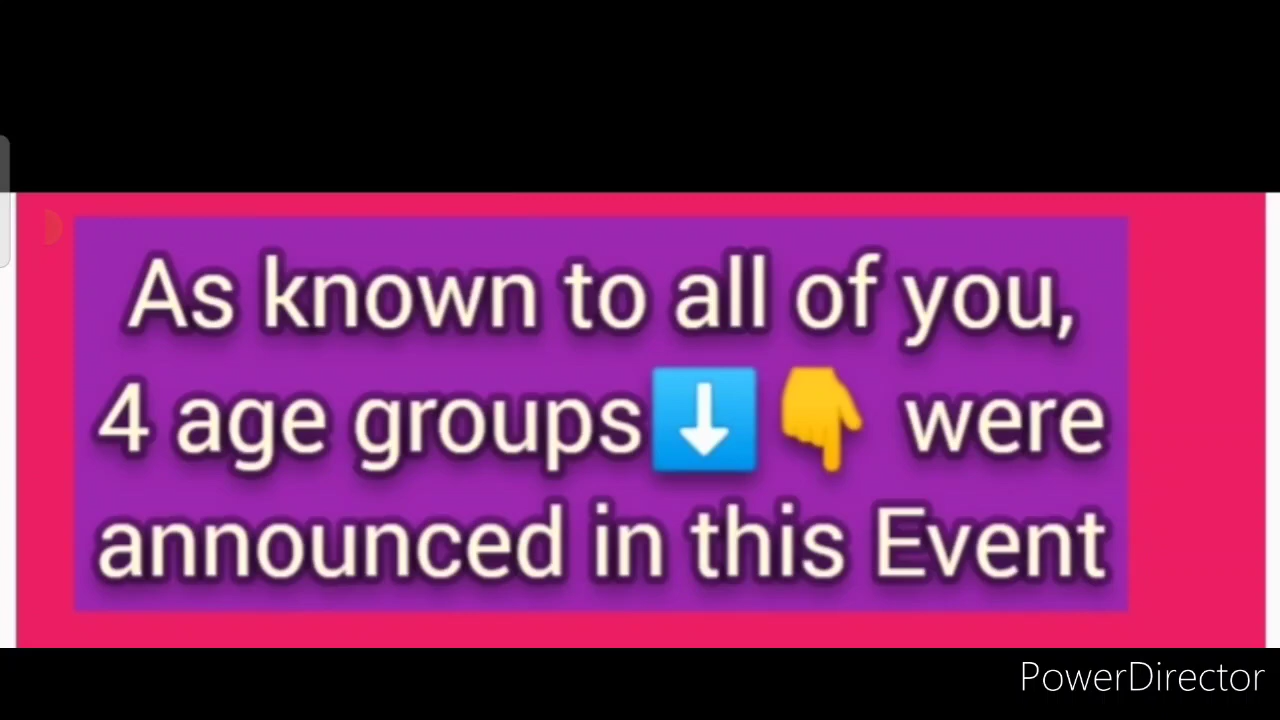 As known to all of you,
4 age groups⬇️👇 were
announced in this Event
PowerDirector